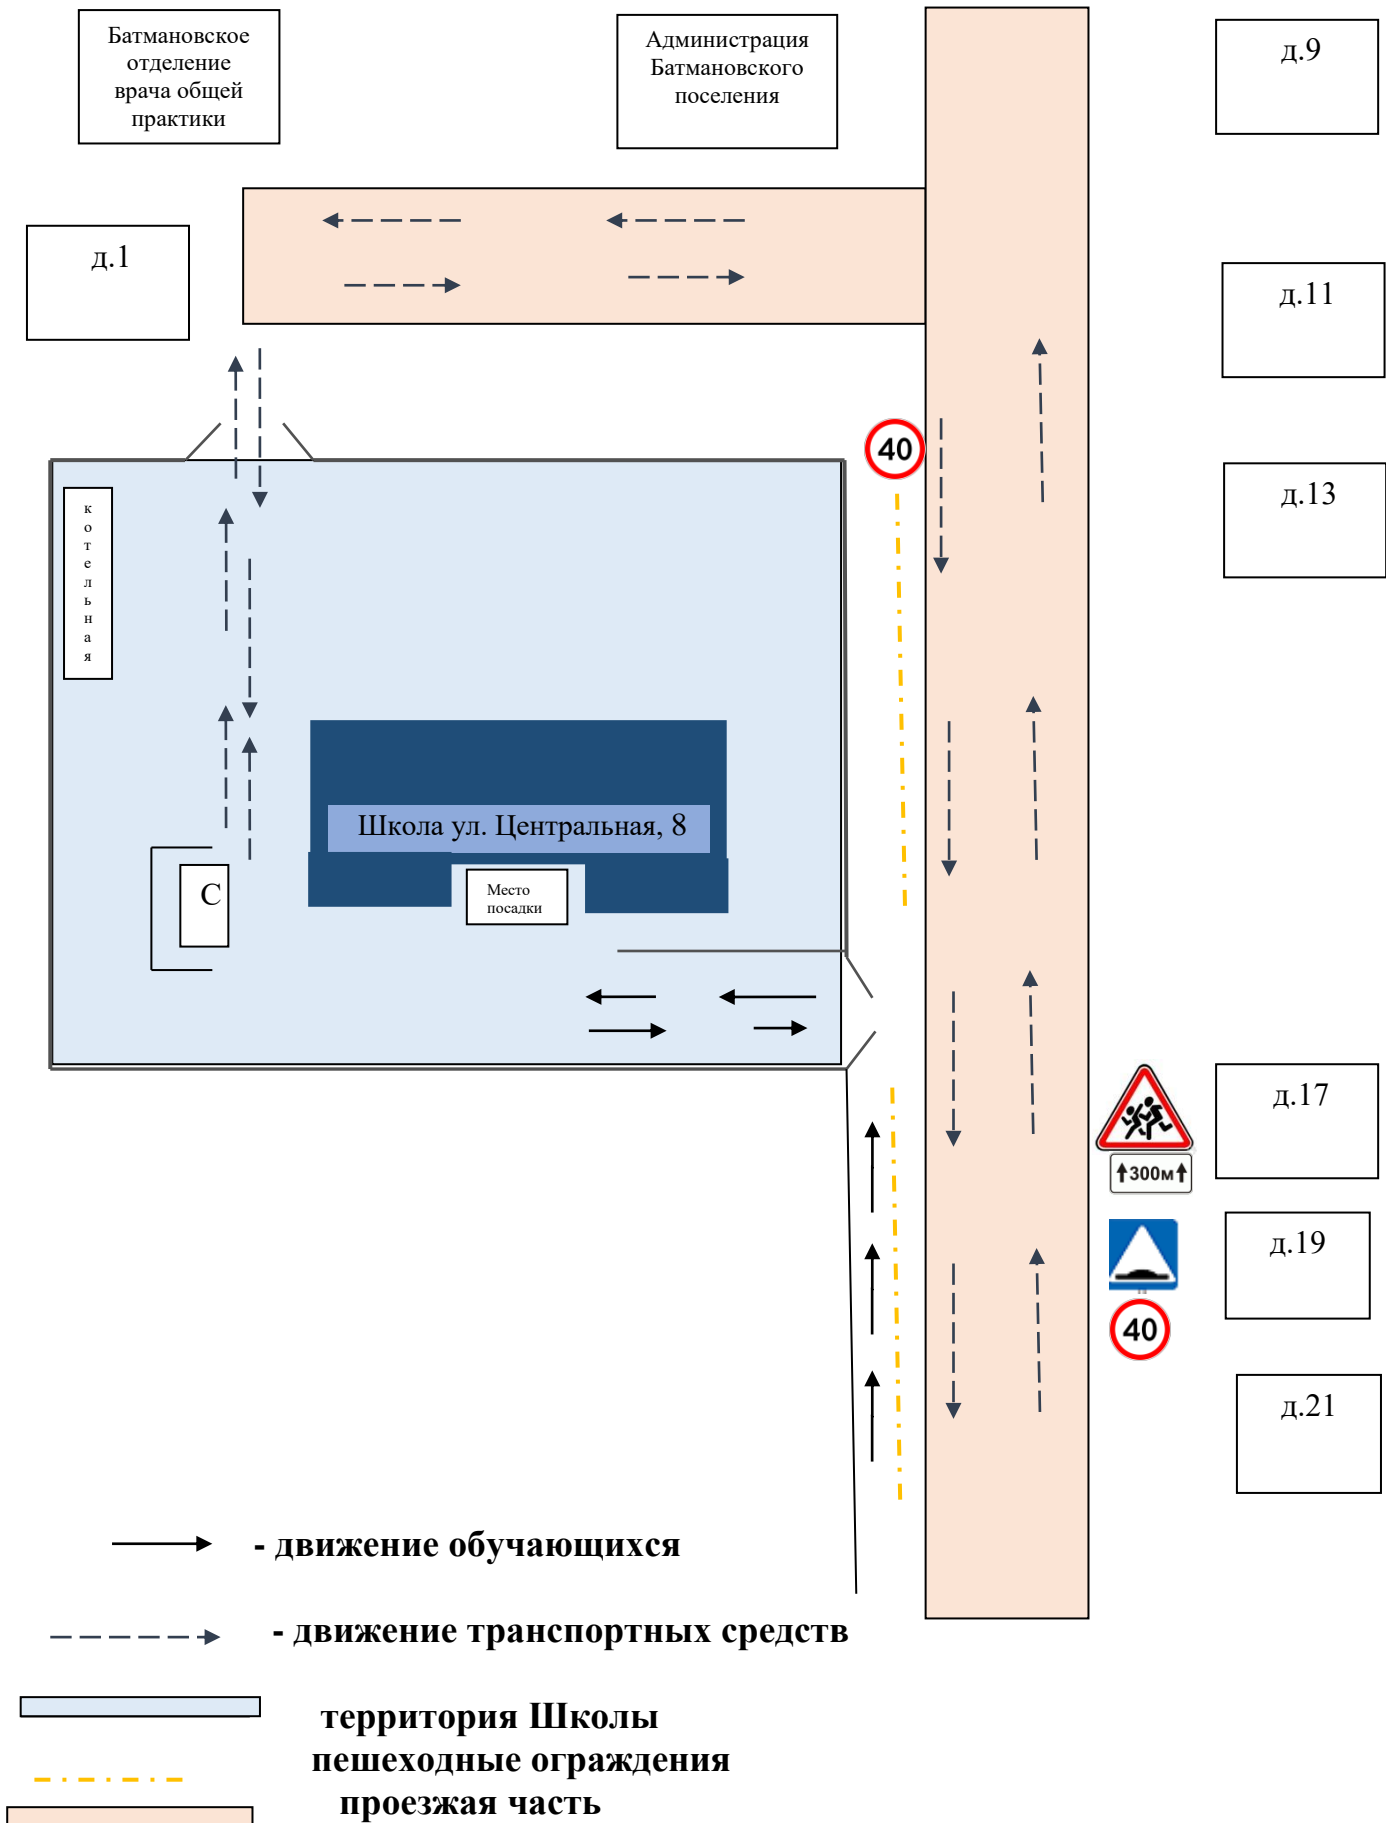 Батмановское
отделение
врача общей
практики
Администрация
Батмановского
поселения
д.9
д.1
д.11
40
д.13
котельная
Школа ул. Центральная, 8
С
Место
посадки
д.17
300м
д.19
40
д.21
- движение обучающихся
- движение транспортных средств
территория Школы
пешеходные ограждения
проезжая часть